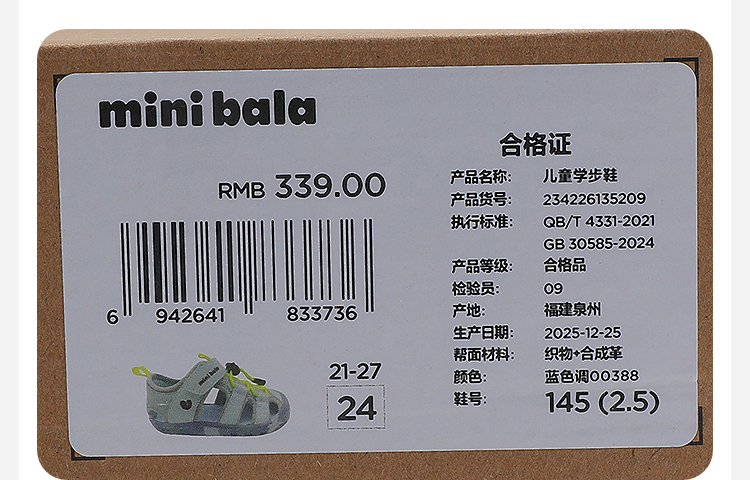 mini bala
RMB 339.00
6 942641 833736
mini bala
21-27
24
合格证
产品名称: 儿童学步鞋
产品货号: 234226135209
执行标准: QB/T 4331-2021
GB 30585-2024
产品等级: 合格品
检验员: 09
产地: 福建泉州
生产日期: 2025-12-25
帮面材料: 织物+合成革
颜色: 蓝色调00388
鞋号: 145 (2.5)